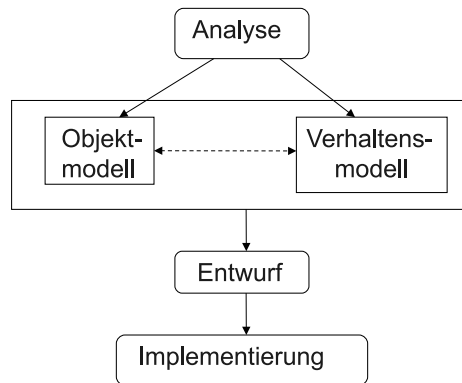 Analyse
Objekt-
modell
Verhaltens-
modell
Entwurf
Implementierung